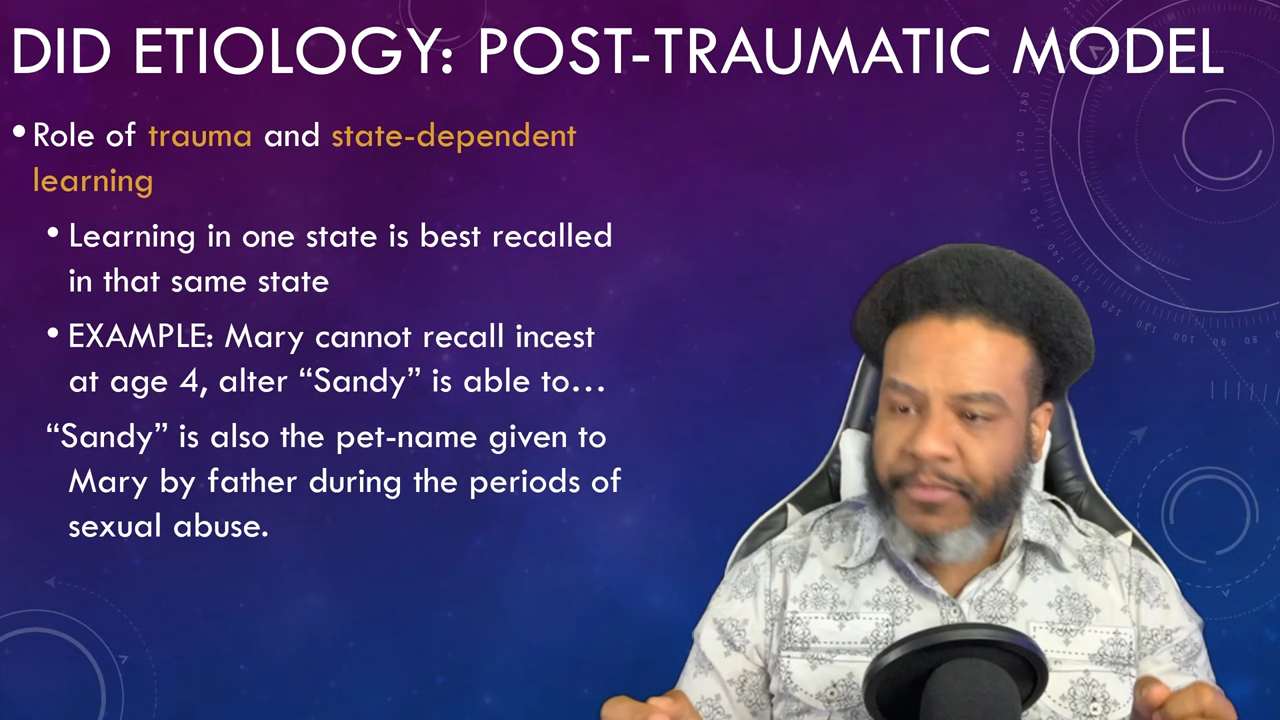 DID ETIOLOGY: POST-TRAUMATIC MODEL
• Role of trauma and state-dependent
learning
• Learning in one state is best recalled
in that same state
• EXAMPLE: Mary cannot recall incest
at age 4, alter “Sandy” is able to…
“Sandy” is also the pet-name given to
Mary by father during the periods of
sexual abuse.